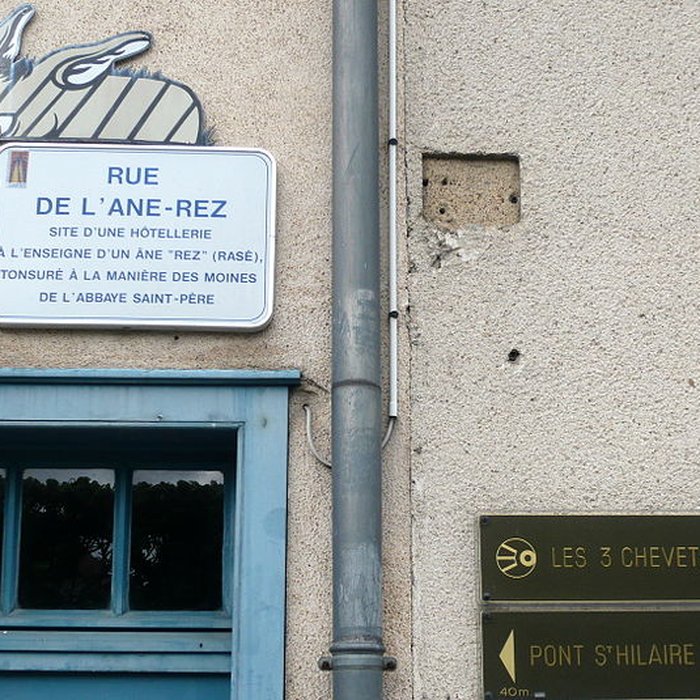 RUE
DE L'ANE-REZ
SITE D'UNE HÔTELLERIE
À L'ENSEIGNE D'UN ÂNE "REZ" (RASÉ),
TONSURÉ À LA MANIÈRE DES MOINES
DE L'ABBAYE SAINT-PÈRE
LES 3 CHEVET
PONT ST HILAIRE
40m